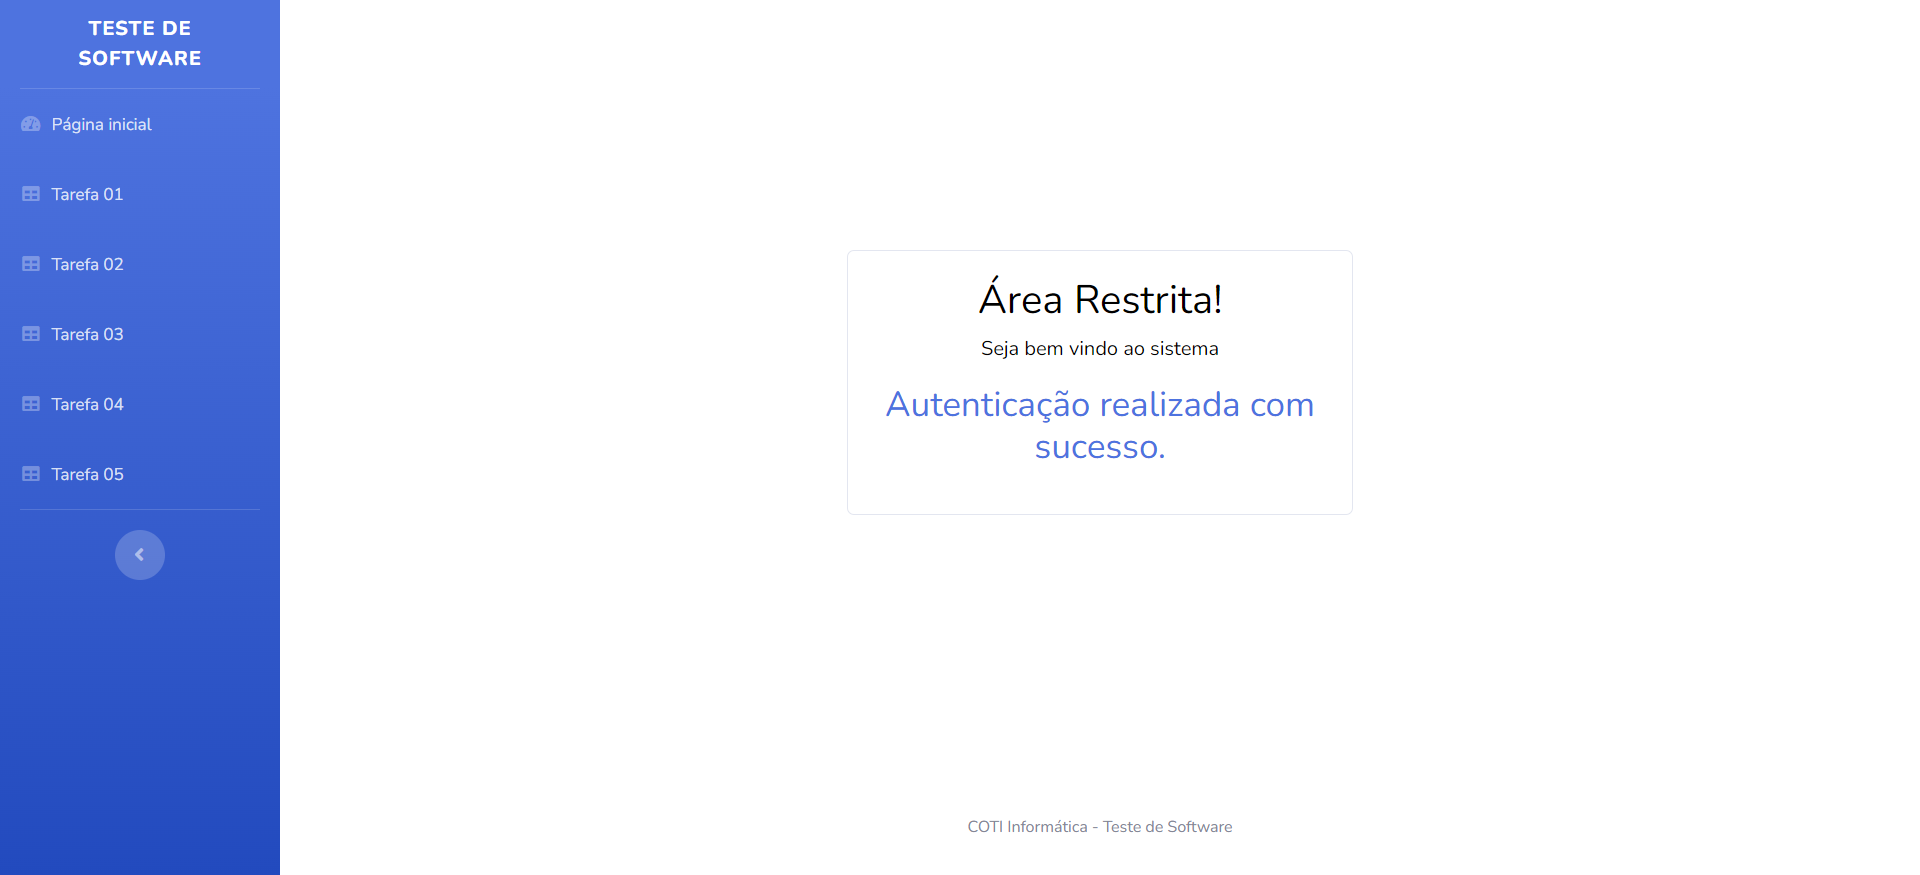 TESTE DE
SOFTWARE
Página inicial
Tarefa 01
Tarefa 02
Tarefa 03
Tarefa 04
Tarefa 05
Área Restrita!
Seja bem vindo ao sistema
Autenticação realizada com
sucesso.
COTI Informática - Teste de Software